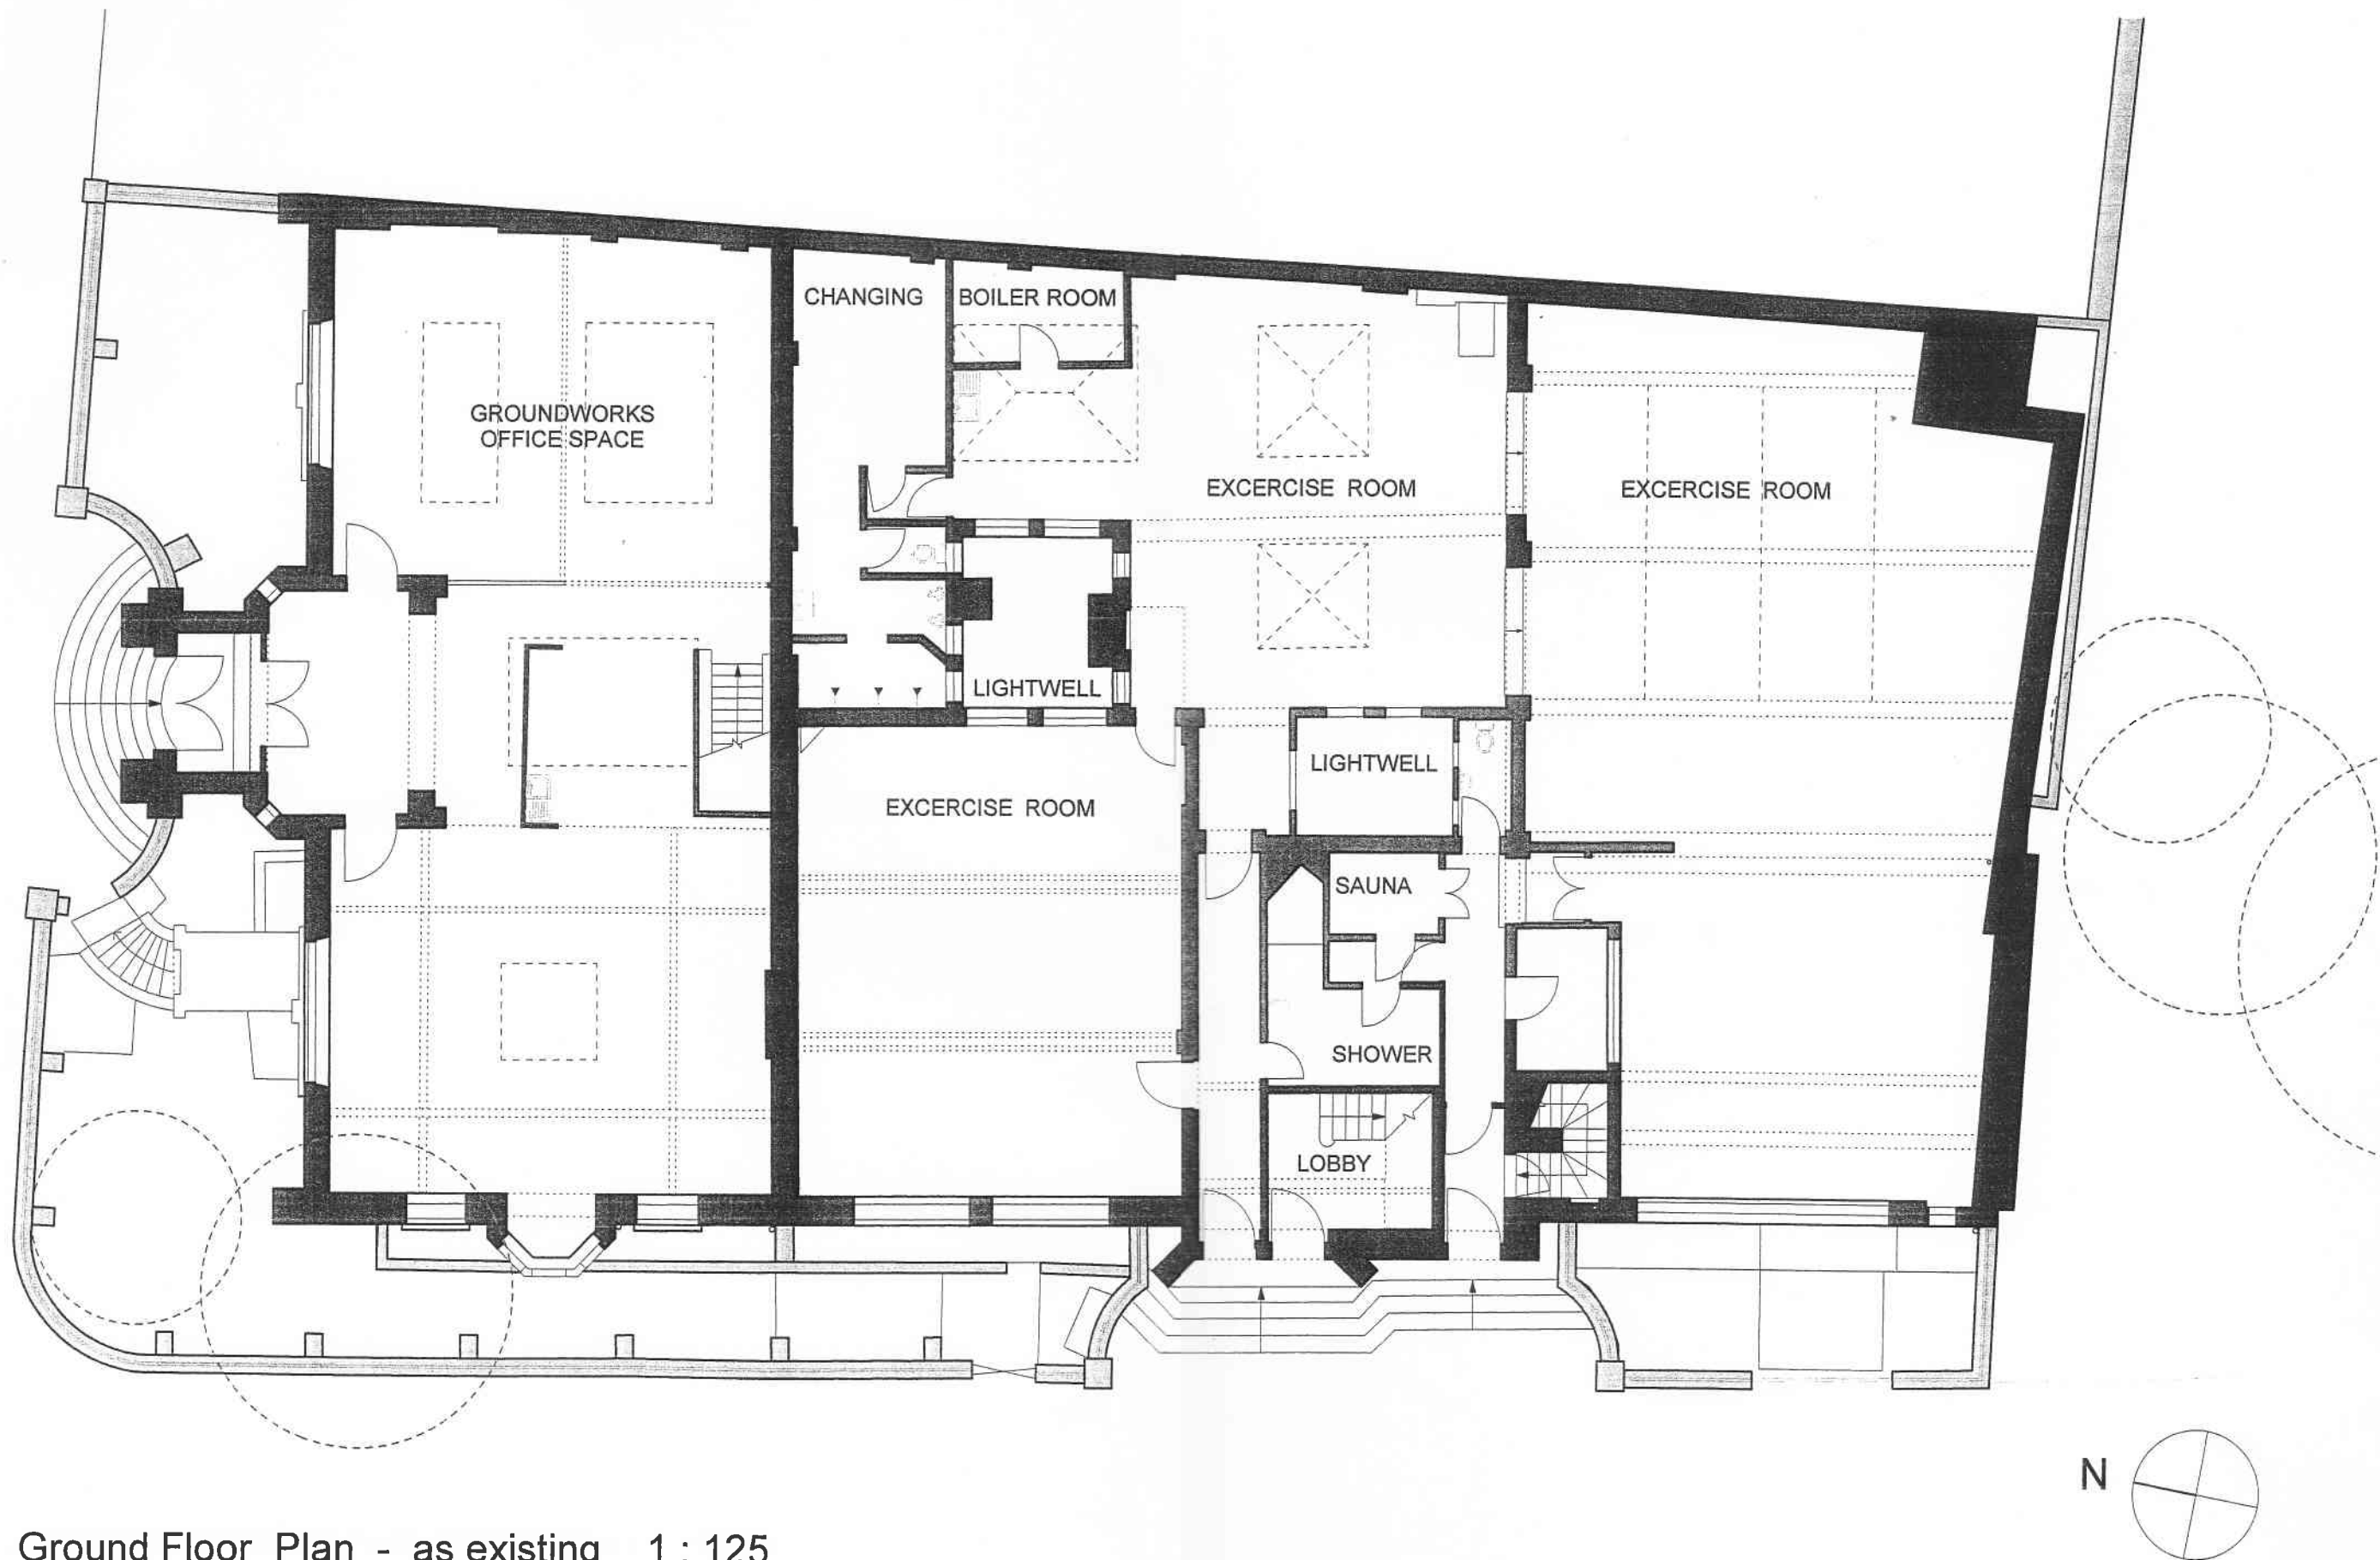 CHANGING
BOILER ROOM
GROUNDWORKS
OFFICE SPACE
EXCERCISE ROOM
EXCERCISE ROOM
LIGHTWELL
LIGHTWELL
EXCERCISE ROOM
SAUNA
SHOWER
LOBBY
N
Ground Floor Plan - as existing 1 : 125